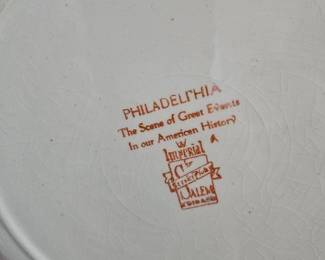 PHILADELPHIA
The Scene of Great Events
In our American History
W
Imperial
SALEM